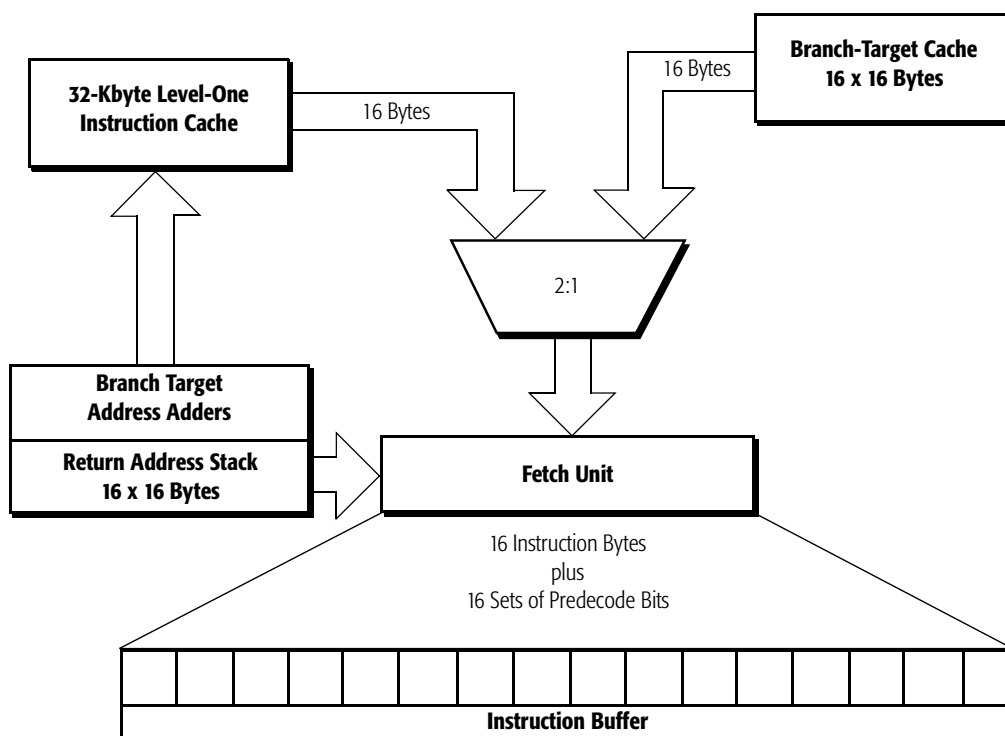 32-Kbyte Level-One
Instruction Cache
16 Bytes
16 Bytes
Branch-Target Cache
16 x 16 Bytes
2:1
Branch Target
Address Adders
Return Address Stack
16 x 16 Bytes
Fetch Unit
16 Instruction Bytes
plus
16 Sets of Predecode Bits
Instruction Buffer